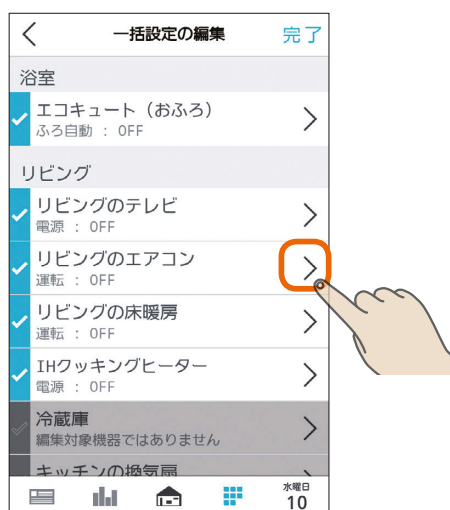 一括設定の編集
完了
浴室
エコキュート（おふろ）
ふろ自動 : OFF
リビング
リビングのテレビ
電源 : OFF
リビングのエアコン
運転 : OFF
リビングの床暖房
運転 : OFF
IHクッキングヒーター
電源 : OFF
冷蔵庫
編集対象機器ではありません
キッチンの換気扇
水曜日
10